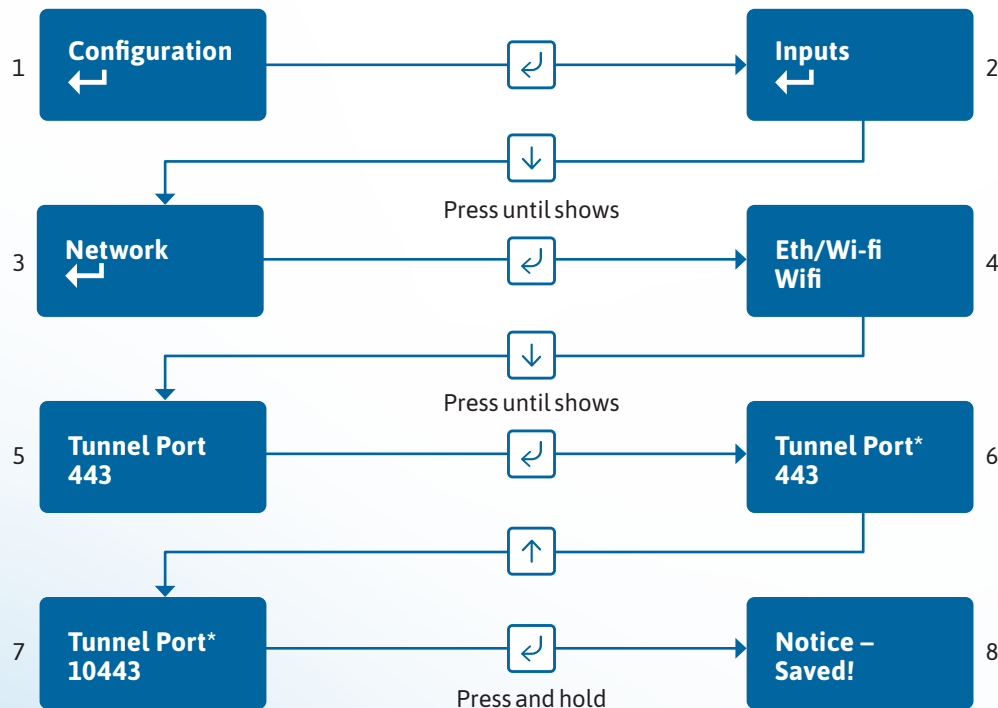 1
Configuration
Inputs
2
Press until shows
3
Network
Eth/Wi-fi
Wifi
4
Press until shows
5
Tunnel Port
443
Tunnel Port*
443
6
7
Tunnel Port*
10443
Notice –
Saved!
8
Press and hold